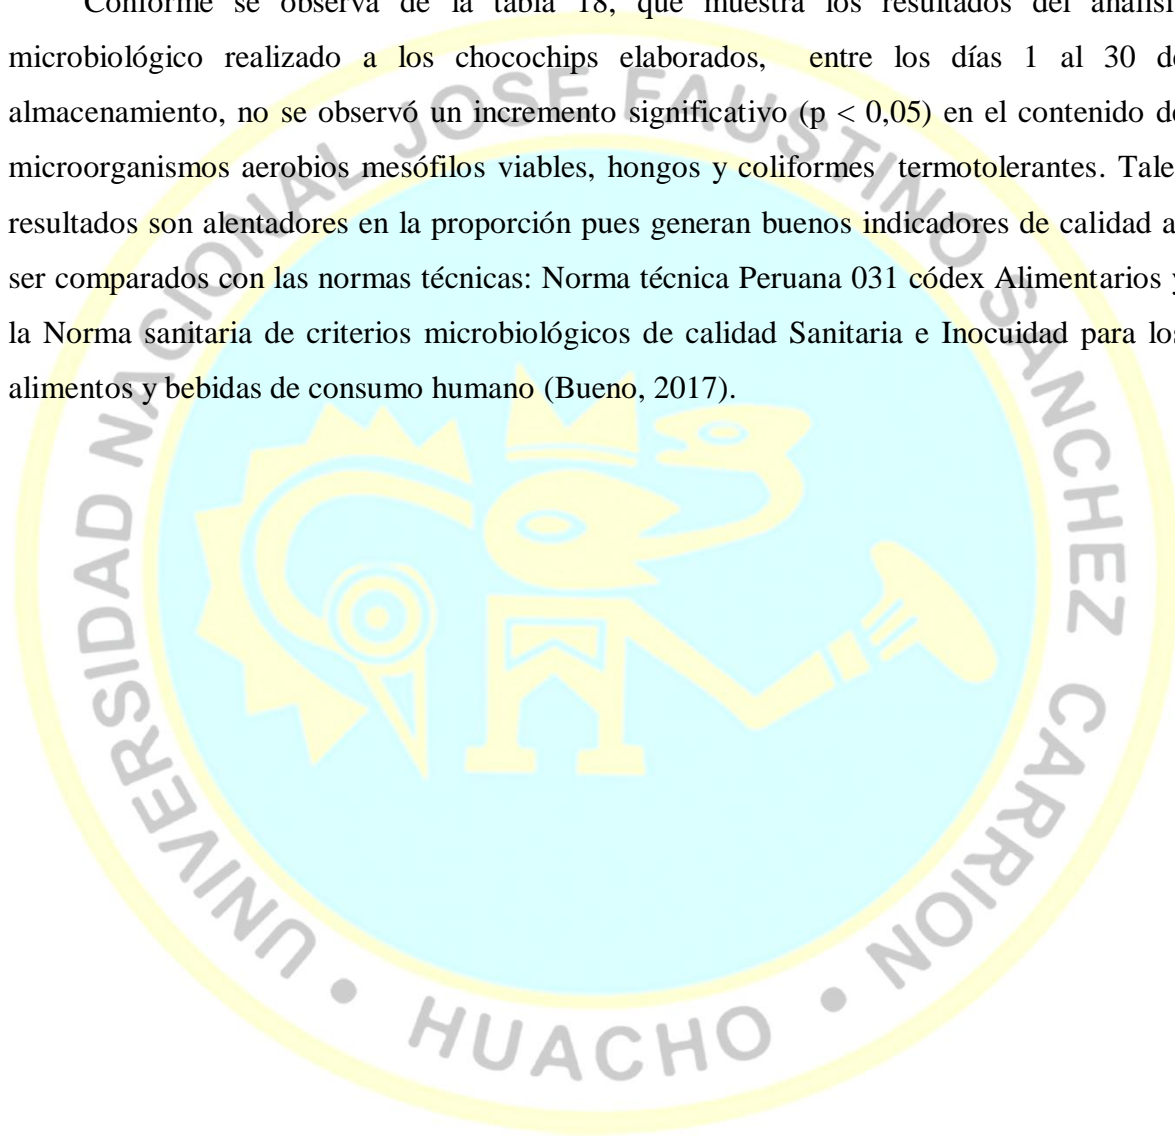 Conforme se observa de la tabla 18, que muestra los resultados del análisi
microbiológico realizado a los chocochips elaborados, entre los días 1 al 30 d
almacenamiento, no se observó un incremento significativo (p < 0,05) en el contenido d
microorganismos aerobios mesófilos viables, hongos y coliformes termotolerantes. Tale
resultados son alentadores en la proporción pues generan buenos indicadores de calidad a
ser comparados con las normas técnicas: Norma técnica Peruana 031 códex Alimentarios y
la Norma sanitaria de criterios microbiológicos de calidad Sanitaria e Inocuidad para los
alimentos y bebidas de consumo humano (Bueno, 2017).
UNIVERSIDAD NACIONAL JOSE FAUSTINO SANCHEZ CARRION • HUACHO •